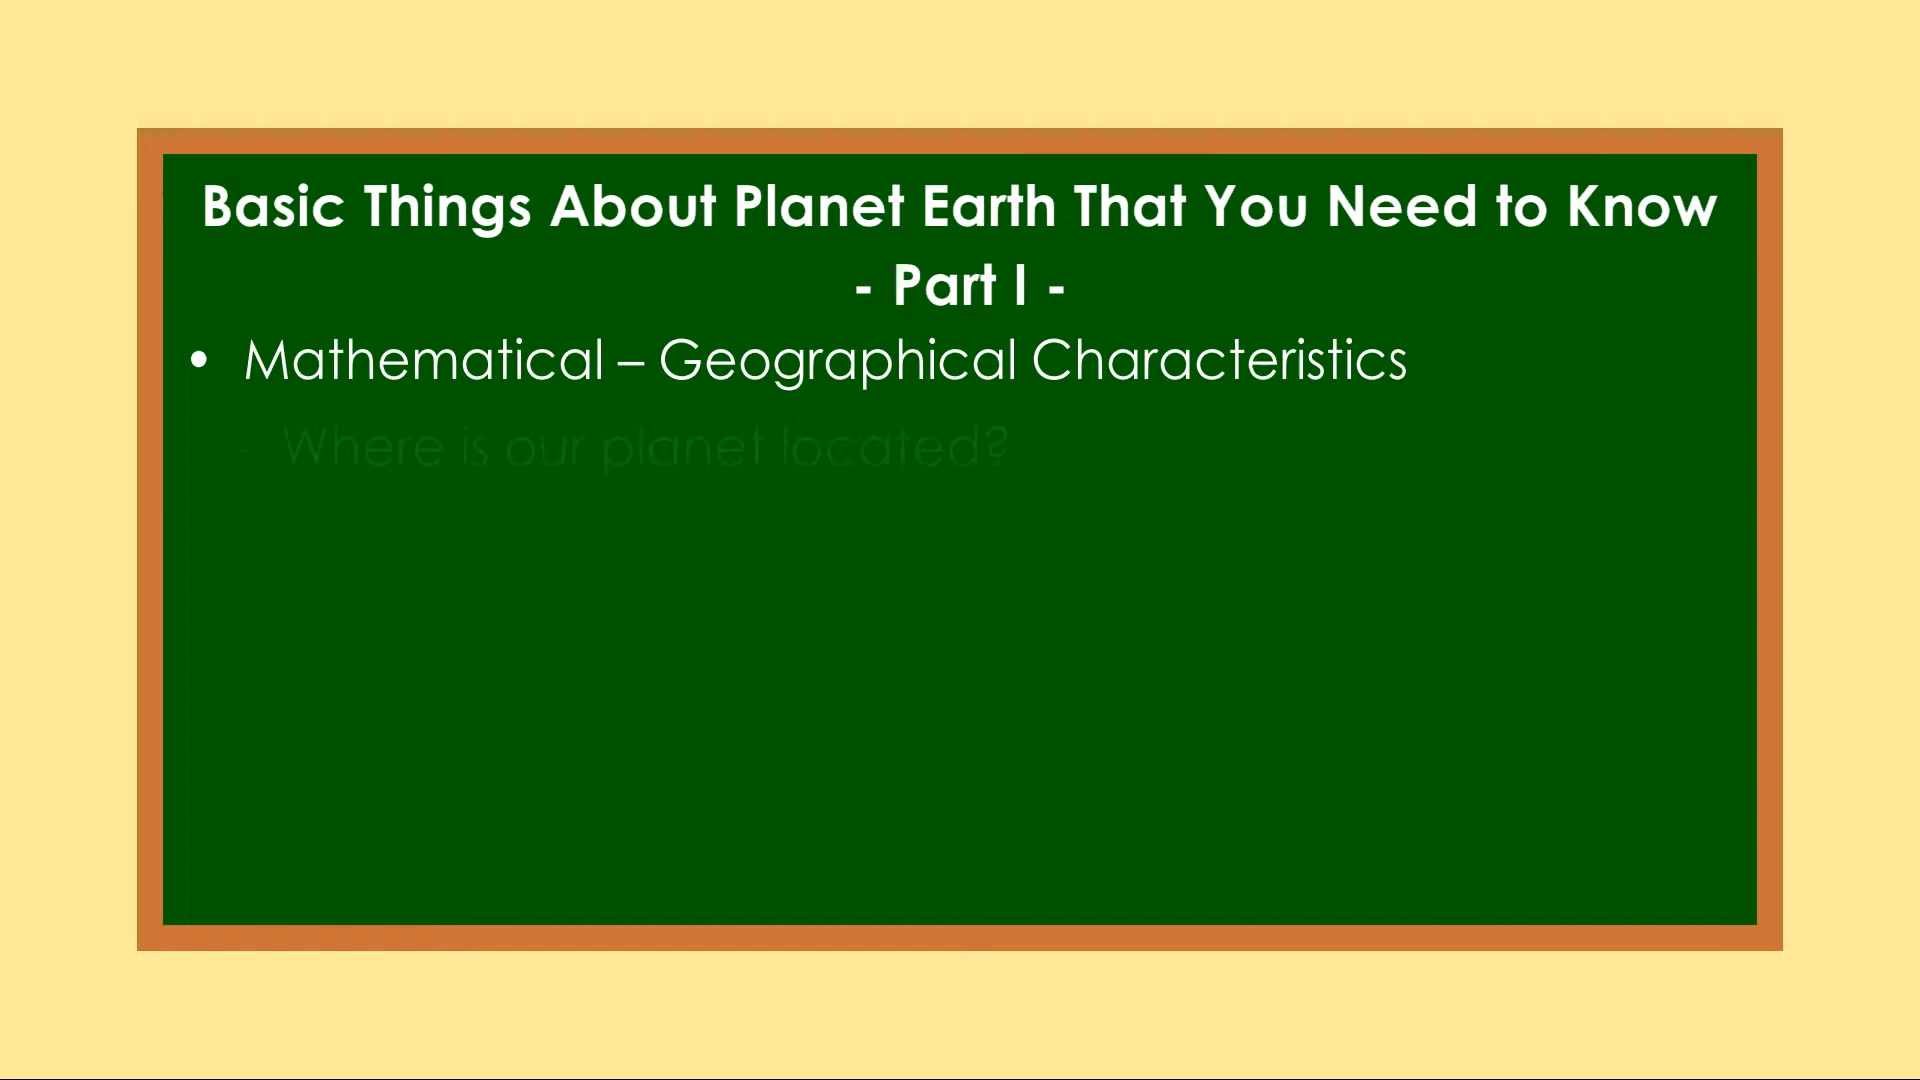 Basic Things About Planet Earth That You Need to Know
- Part I -
• Mathematical – Geographical Characteristics
- Where is our planet located?